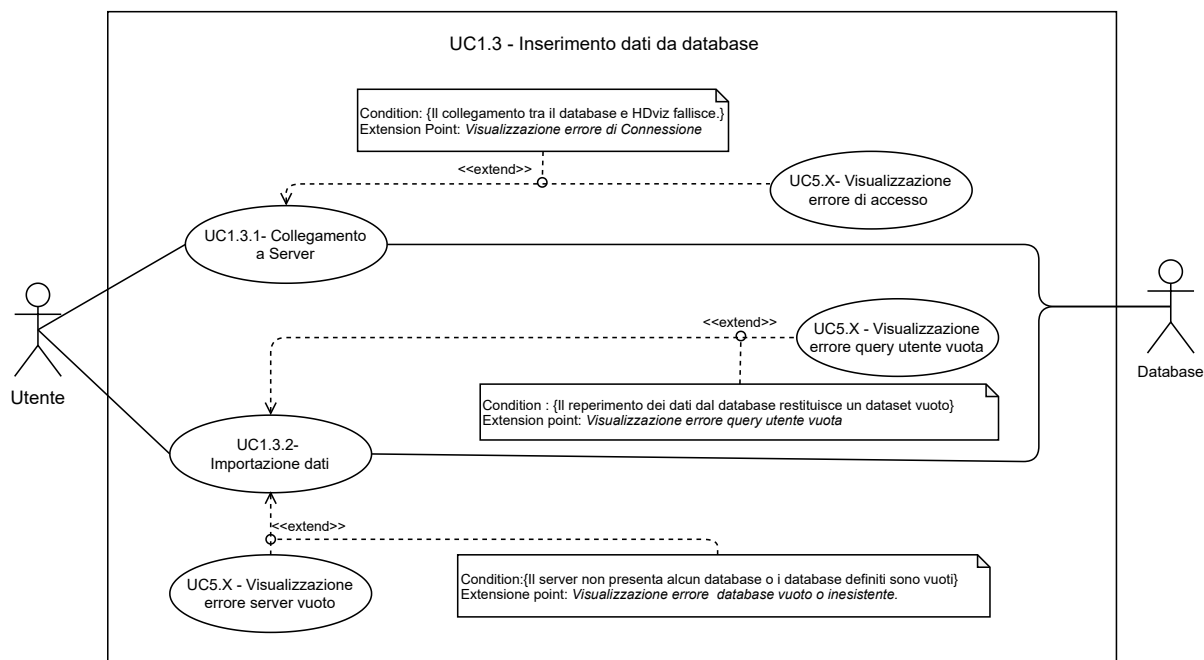 UC1.3 - Inserimento dati da database
Condition: {Il collegamento tra il database e HDviz fallisce.}
Extension Point: Visualizzazione errore di Connessione
<<extend>>
UC5.X- Visualizzazione
errore di accesso
UC1.3.1- Collegamento
a Server
Utente
<<extend>>
UC5.X - Visualizzazione
errore query utente vuota
Database
Condition : {Il reperimento dei dati dal database restituisce un dataset vuoto}
Extension point: Visualizzazione errore query utente vuota
UC1.3.2-
Importazione dati
<<extend>>
UC5.X - Visualizzazione
errore server vuoto
Condition:{Il server non presenta alcun database o i database definiti sono vuoti}
Extensione point: Visualizzazione errore database vuoto o inesistente.